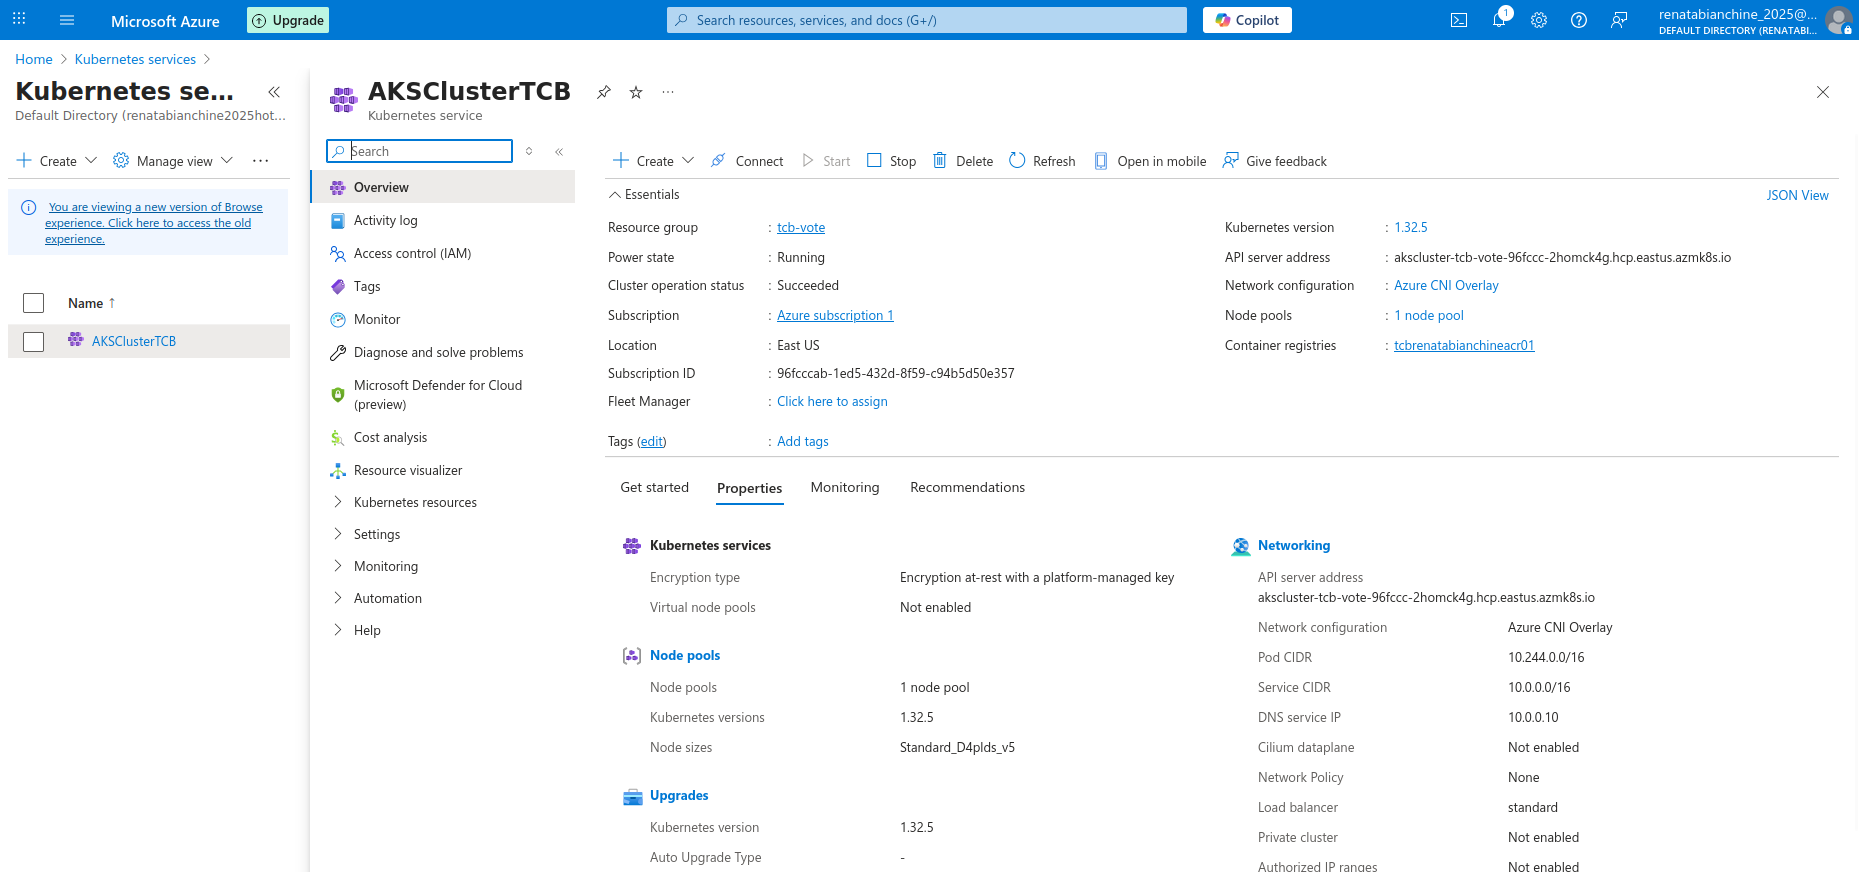 Microsoft Azure
Upgrade
Search resources, services, and docs (G+/)
Copilot
1
renatabianchine_2025@...
DEFAULT DIRECTORY (RENATABI...
Home > Kubernetes services >
Kubernetes se...
Default Directory (renatabianchine2025hot...
Create
Manage view
...
You are viewing a new version of Browse
experience. Click here to access the old
experience.
Name ↑
AKSClusterTCB
AKSClusterTCB
...
Kubernetes service
Search
Overview
Activity log
Access control (IAM)
Tags
Monitor
Diagnose and solve problems
Microsoft Defender for Cloud
(preview)
Cost analysis
Resource visualizer
Kubernetes resources
Settings
Monitoring
Automation
Help
Create Connect Start Stop Delete Refresh Open in mobile Give feedback
Essentials
JSON View
Resource group : tcb-vote
Power state : Running
Cluster operation status : Succeeded
Subscription : Azure subscription 1
Location : East US
Subscription ID : 96fcccab-1ed5-432d-8f59-c94b5d50e357
Fleet Manager : Click here to assign
Tags (edit) : Add tags
Kubernetes version : 1.32.5
API server address : akscluster-tcb-vote-96fccc-2homck4g.hcp.eastus.azmk8s.io
Network configuration : Azure CNI Overlay
Node pools : 1 node pool
Container registries : tcbrenatabianchineacr01
Get started Properties Monitoring Recommendations
Kubernetes services
Encryption type Encryption at-rest with a platform-managed key
Virtual node pools Not enabled
Node pools
Node pools 1 node pool
Kubernetes versions 1.32.5
Node sizes Standard_D4plds_v5
Upgrades
Kubernetes version 1.32.5
Auto Upgrade Type -
Networking
API server address
akscluster-tcb-vote-96fccc-2homck4g.hcp.eastus.azmk8s.io
Network configuration Azure CNI Overlay
Pod CIDR 10.244.0.0/16
Service CIDR 10.0.0.0/16
DNS service IP 10.0.0.10
Cilium dataplane Not enabled
Network Policy None
Load balancer standard
Private cluster Not enabled
Authorized IP ranges Not enabled